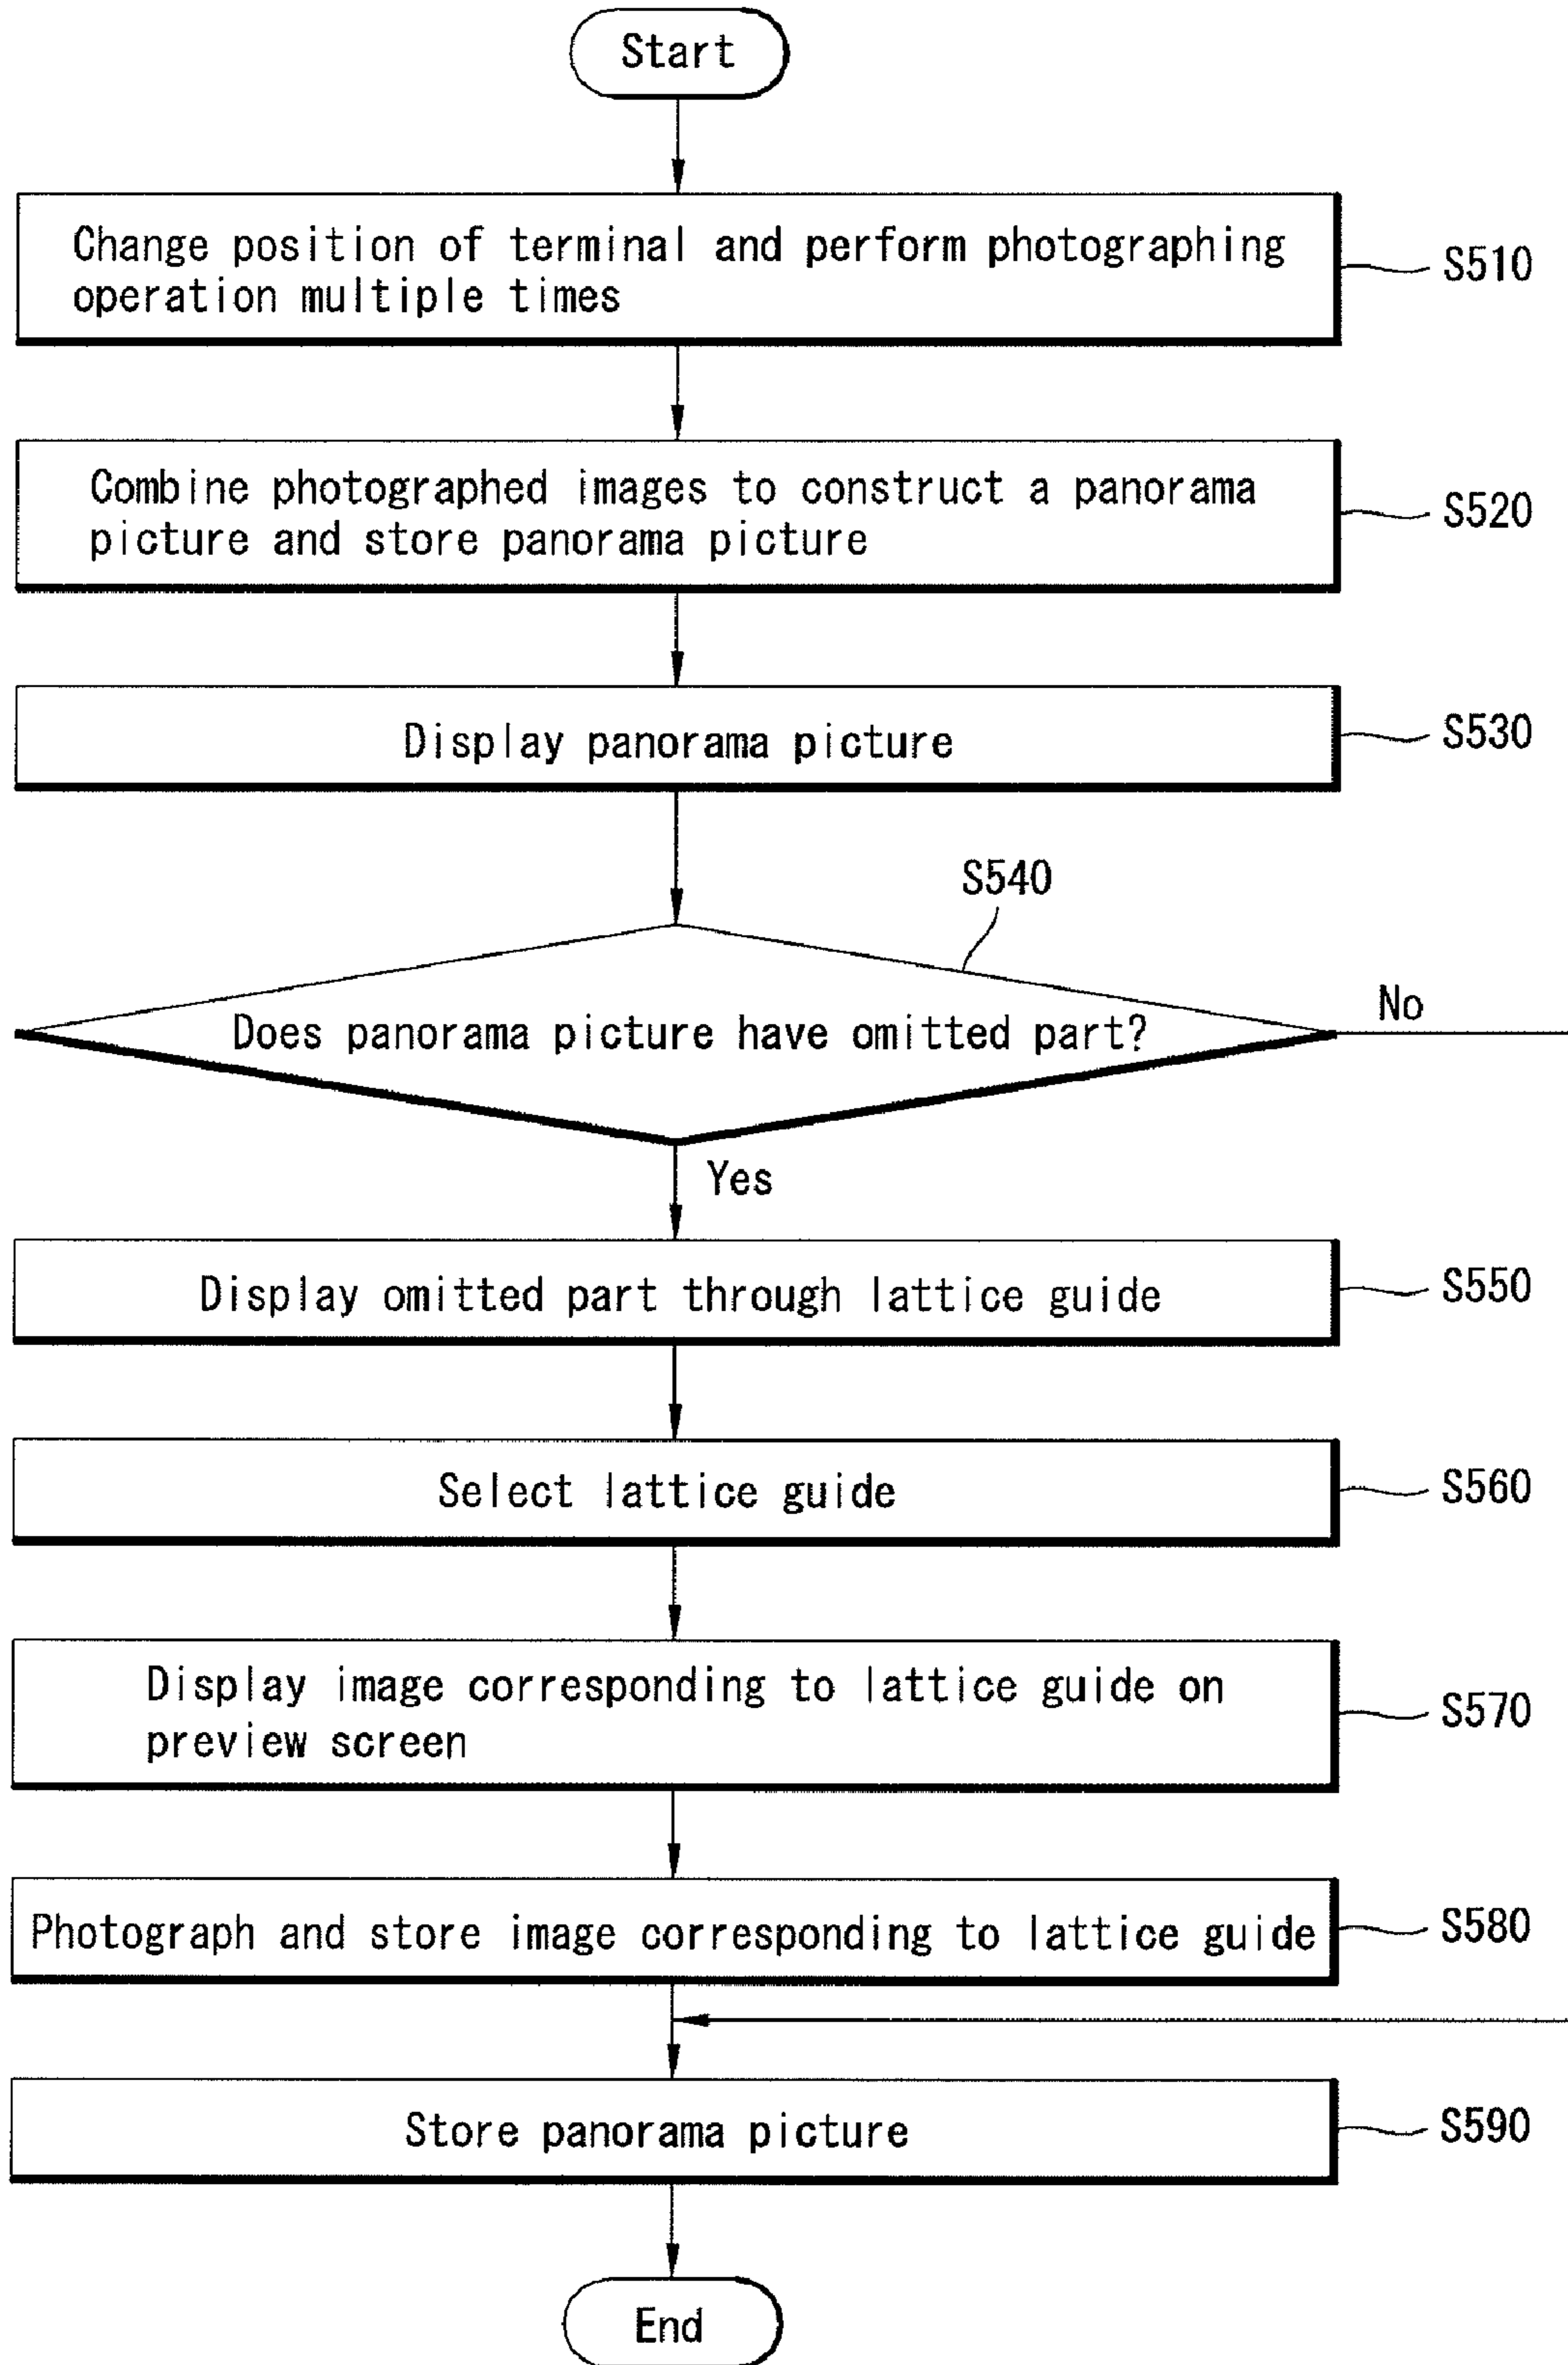 Start
Change position of terminal and perform photographing
operation multiple times
S510
Combine photographed images to construct a panorama
picture and store panorama picture
S520
Display panorama picture
S530
S540
Does panorama picture have omitted part?
No
Yes
Display omitted part through lattice guide
S550
Select lattice guide
S560
Display image corresponding to lattice guide on
preview screen
S570
Photograph and store image corresponding to lattice guide
S580
Store panorama picture
S590
End